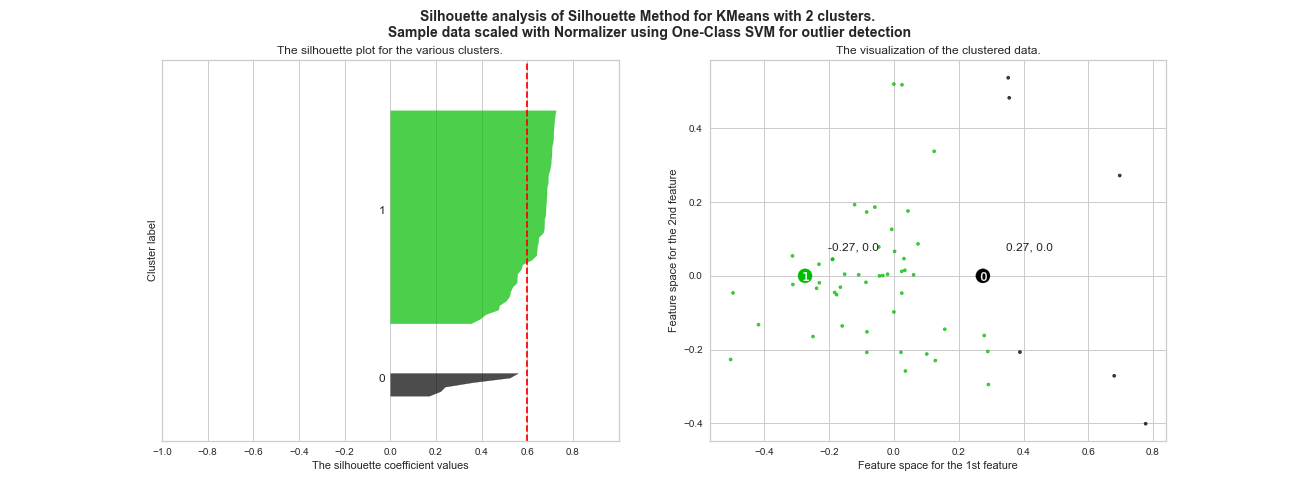 Silhouette analysis of Silhouette Method for KMeans with 2 clusters.
Sample data scaled with Normalizer using One-Class SVM for outlier detection
The silhouette plot for the various clusters.
Cluster label
1
0
−1.0 −0.8 −0.6 −0.4 −0.2 0.0 0.2 0.4 0.6 0.8
The silhouette coefficient values
The visualization of the clustered data.
Feature space for the 2nd feature
0.4
0.2
0.0
−0.2
−0.4
-0.27, 0.0
0.27, 0.0
1
0
−0.4 −0.2 0.0 0.2 0.4 0.6 0.8
Feature space for the 1st feature